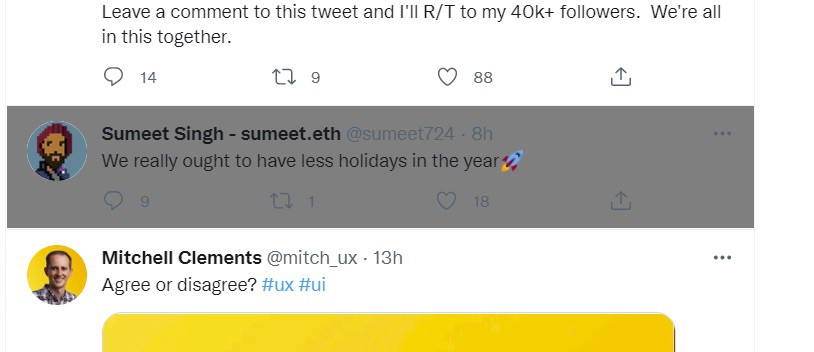 Leave a comment to this tweet and I'll R/T to my 40k+ followers.  We're all
in this together.
14 9 88
Sumeet Singh - sumeet.eth @sumeet724 · 8h
We really ought to have less holidays in the year🚀
9 1 18
Mitchell Clements @mitch_ux · 13h
Agree or disagree? #ux #ui